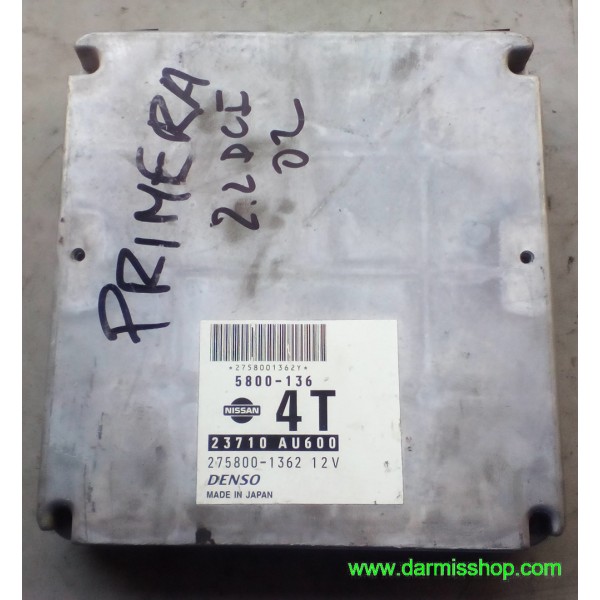 PRIMERA
2.2 DCI
02
*2758001362Y*
5800-136
NISSAN
4T
23710 AU600
275800-1362 12V
DENSO
MADE IN JAPAN
www.darmisshop.com